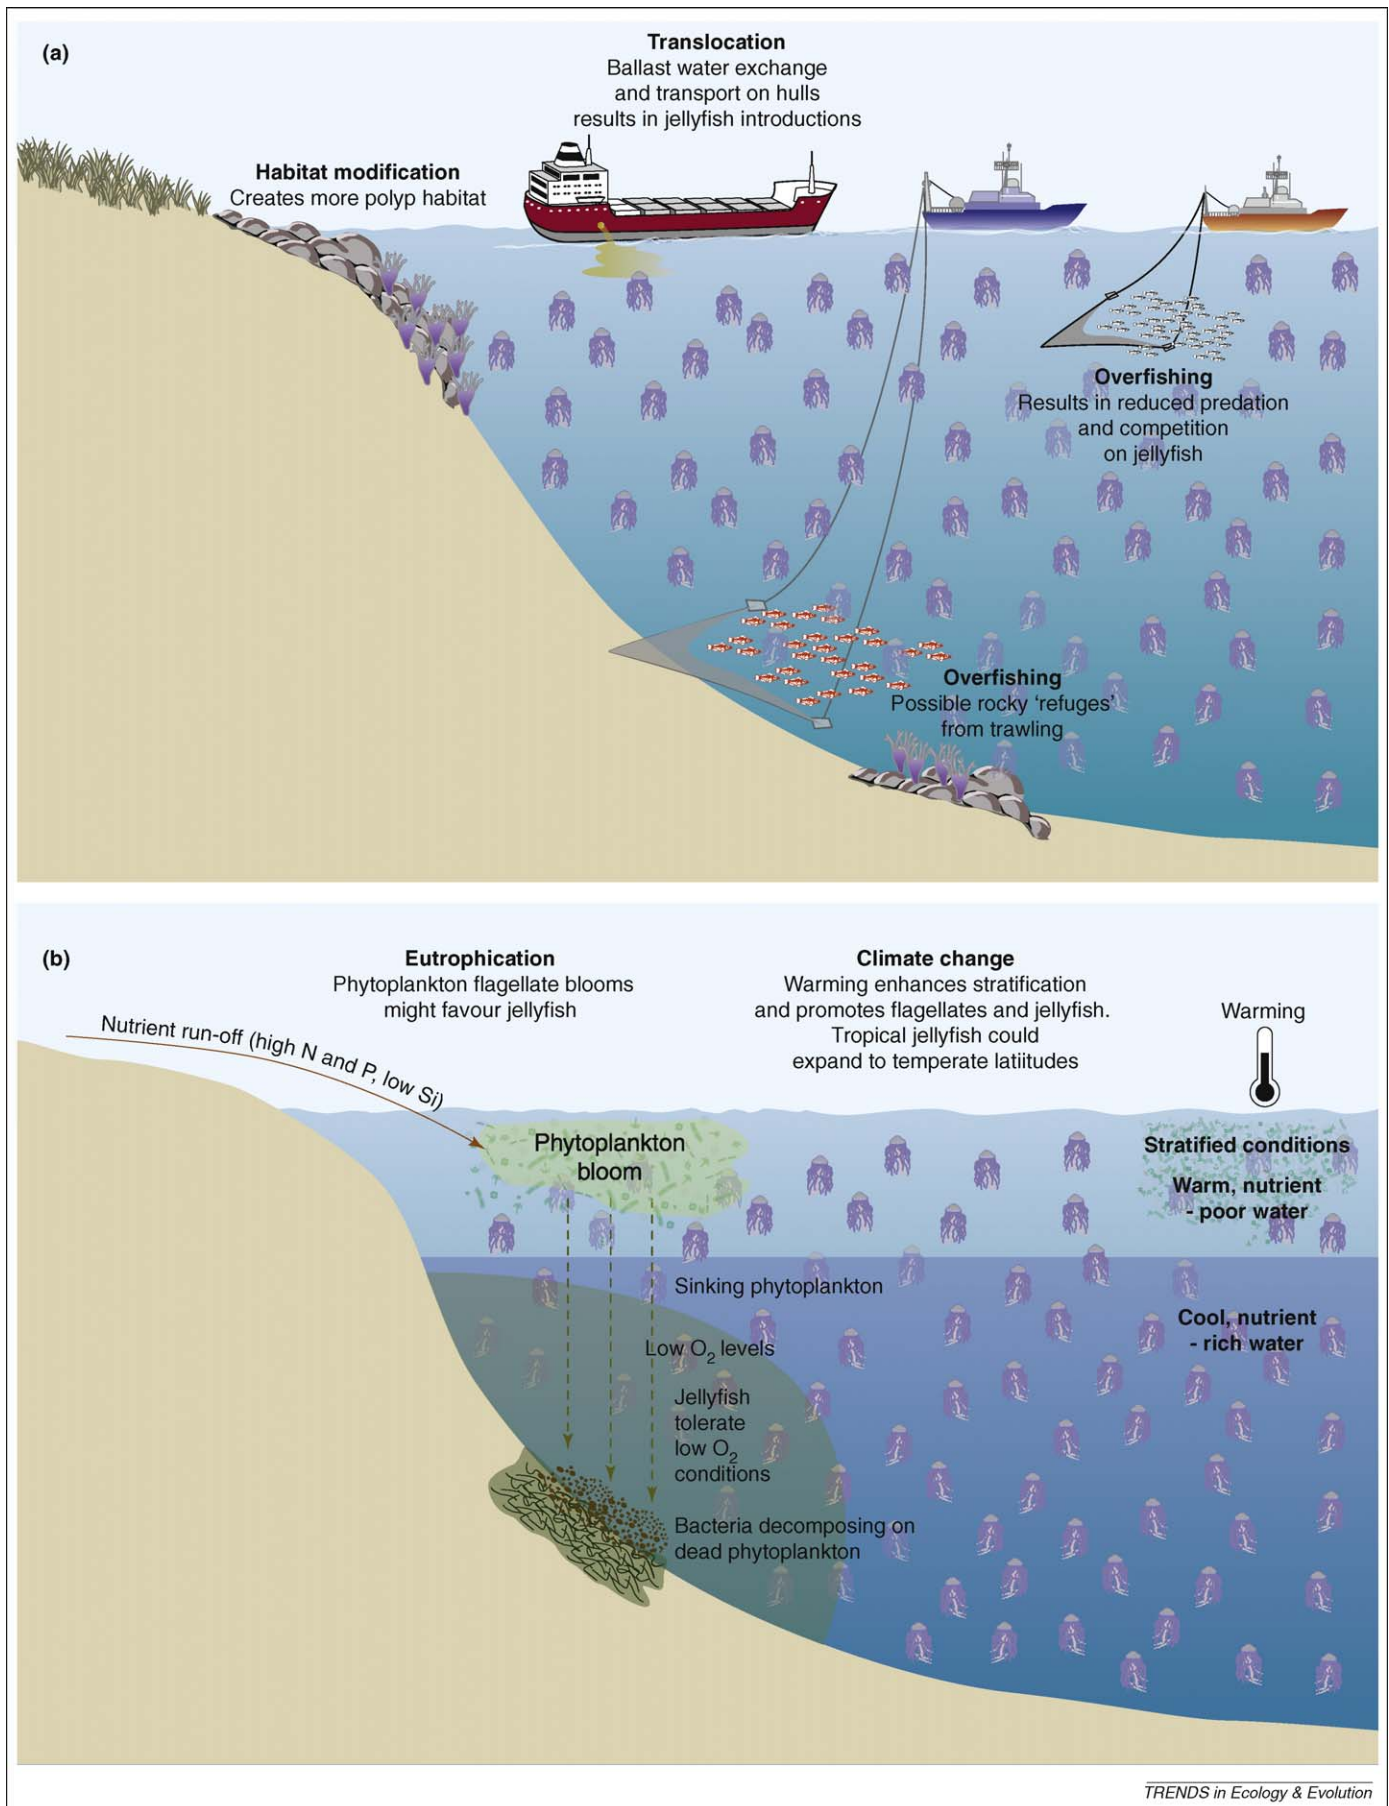 (a)
Translocation
Ballast water exchange
and transport on hulls
results in jellyfish introductions
Habitat modification
Creates more polyp habitat
Overfishing
Results in reduced predation
and competition
on jellyfish
Overfishing
Possible rocky ‘refuges’
from trawling
(b)
Eutrophication
Phytoplankton flagellate blooms
might favour jellyfish
Climate change
Warming enhances stratification
and promotes flagellates and jellyfish.
Tropical jellyfish could
expand to temperate latiitudes
Warming
Nutrient run-off (high N and P, low Si)
Phytoplankton
bloom
Stratified conditions
Warm, nutrient
- poor water
Sinking phytoplankton
Cool, nutrient
- rich water
Low O2 levels
Jellyfish
tolerate
low O2
conditions
Bacteria decomposing on
dead phytoplankton
TRENDS in Ecology & Evolution